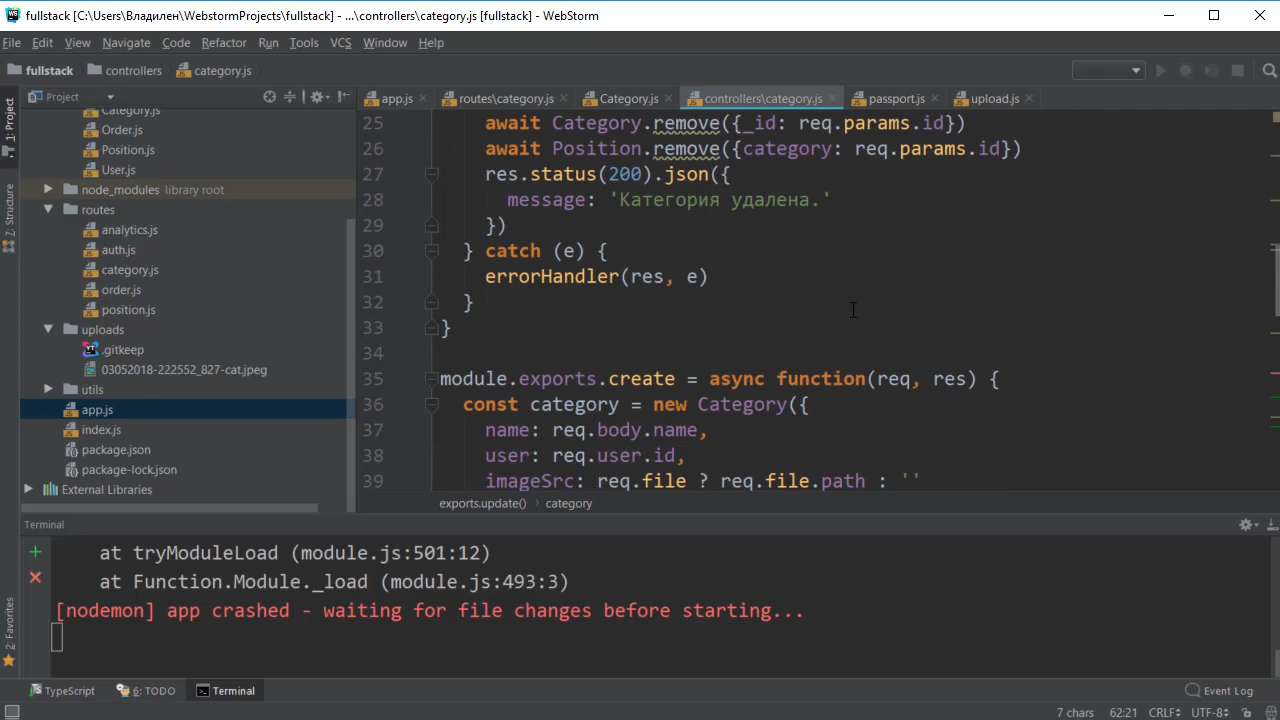 fullstack [C:\Users\Владилен\WebstormProjects\fullstack] - ...\controllers\category.js [fullstack] - WebStorm
File Edit View Navigate Code Refactor Run Tools VCS Window Help
fullstack controllers category.js
Project app.js routes\category.js Category.js controllers\category.js passport.js upload.js
1: Project
Z: Structure
2: Favorites
Category.js
Order.js
Position.js
User.js
node_modules library root
routes
analytics.js
auth.js
category.js
order.js
position.js
uploads
.gitkeep
03052018-222552_827-cat.jpeg
utils
app.js
index.js
package.json
package-lock.json
External Libraries
25 await Category.remove({_id: req.params.id})
26 await Position.remove({category: req.params.id})
27 res.status(200).json({
28 message: 'Категория удалена.'
29 })
30 } catch (e) {
31 errorHandler(res, e)
32 }
33 }
34
35 module.exports.create = async function(req, res) {
36 const category = new Category({
37 name: req.body.name,
38 user: req.user.id,
39 imageSrc: req.file ? req.file.path : ''
exports.update() category
Terminal
at tryModuleLoad (module.js:501:12)
at Function.Module._load (module.js:493:3)
[nodemon] app crashed - waiting for file changes before starting...
TypeScript 6: TODO Terminal Event Log
7 chars 62:21 CRLF UTF-8